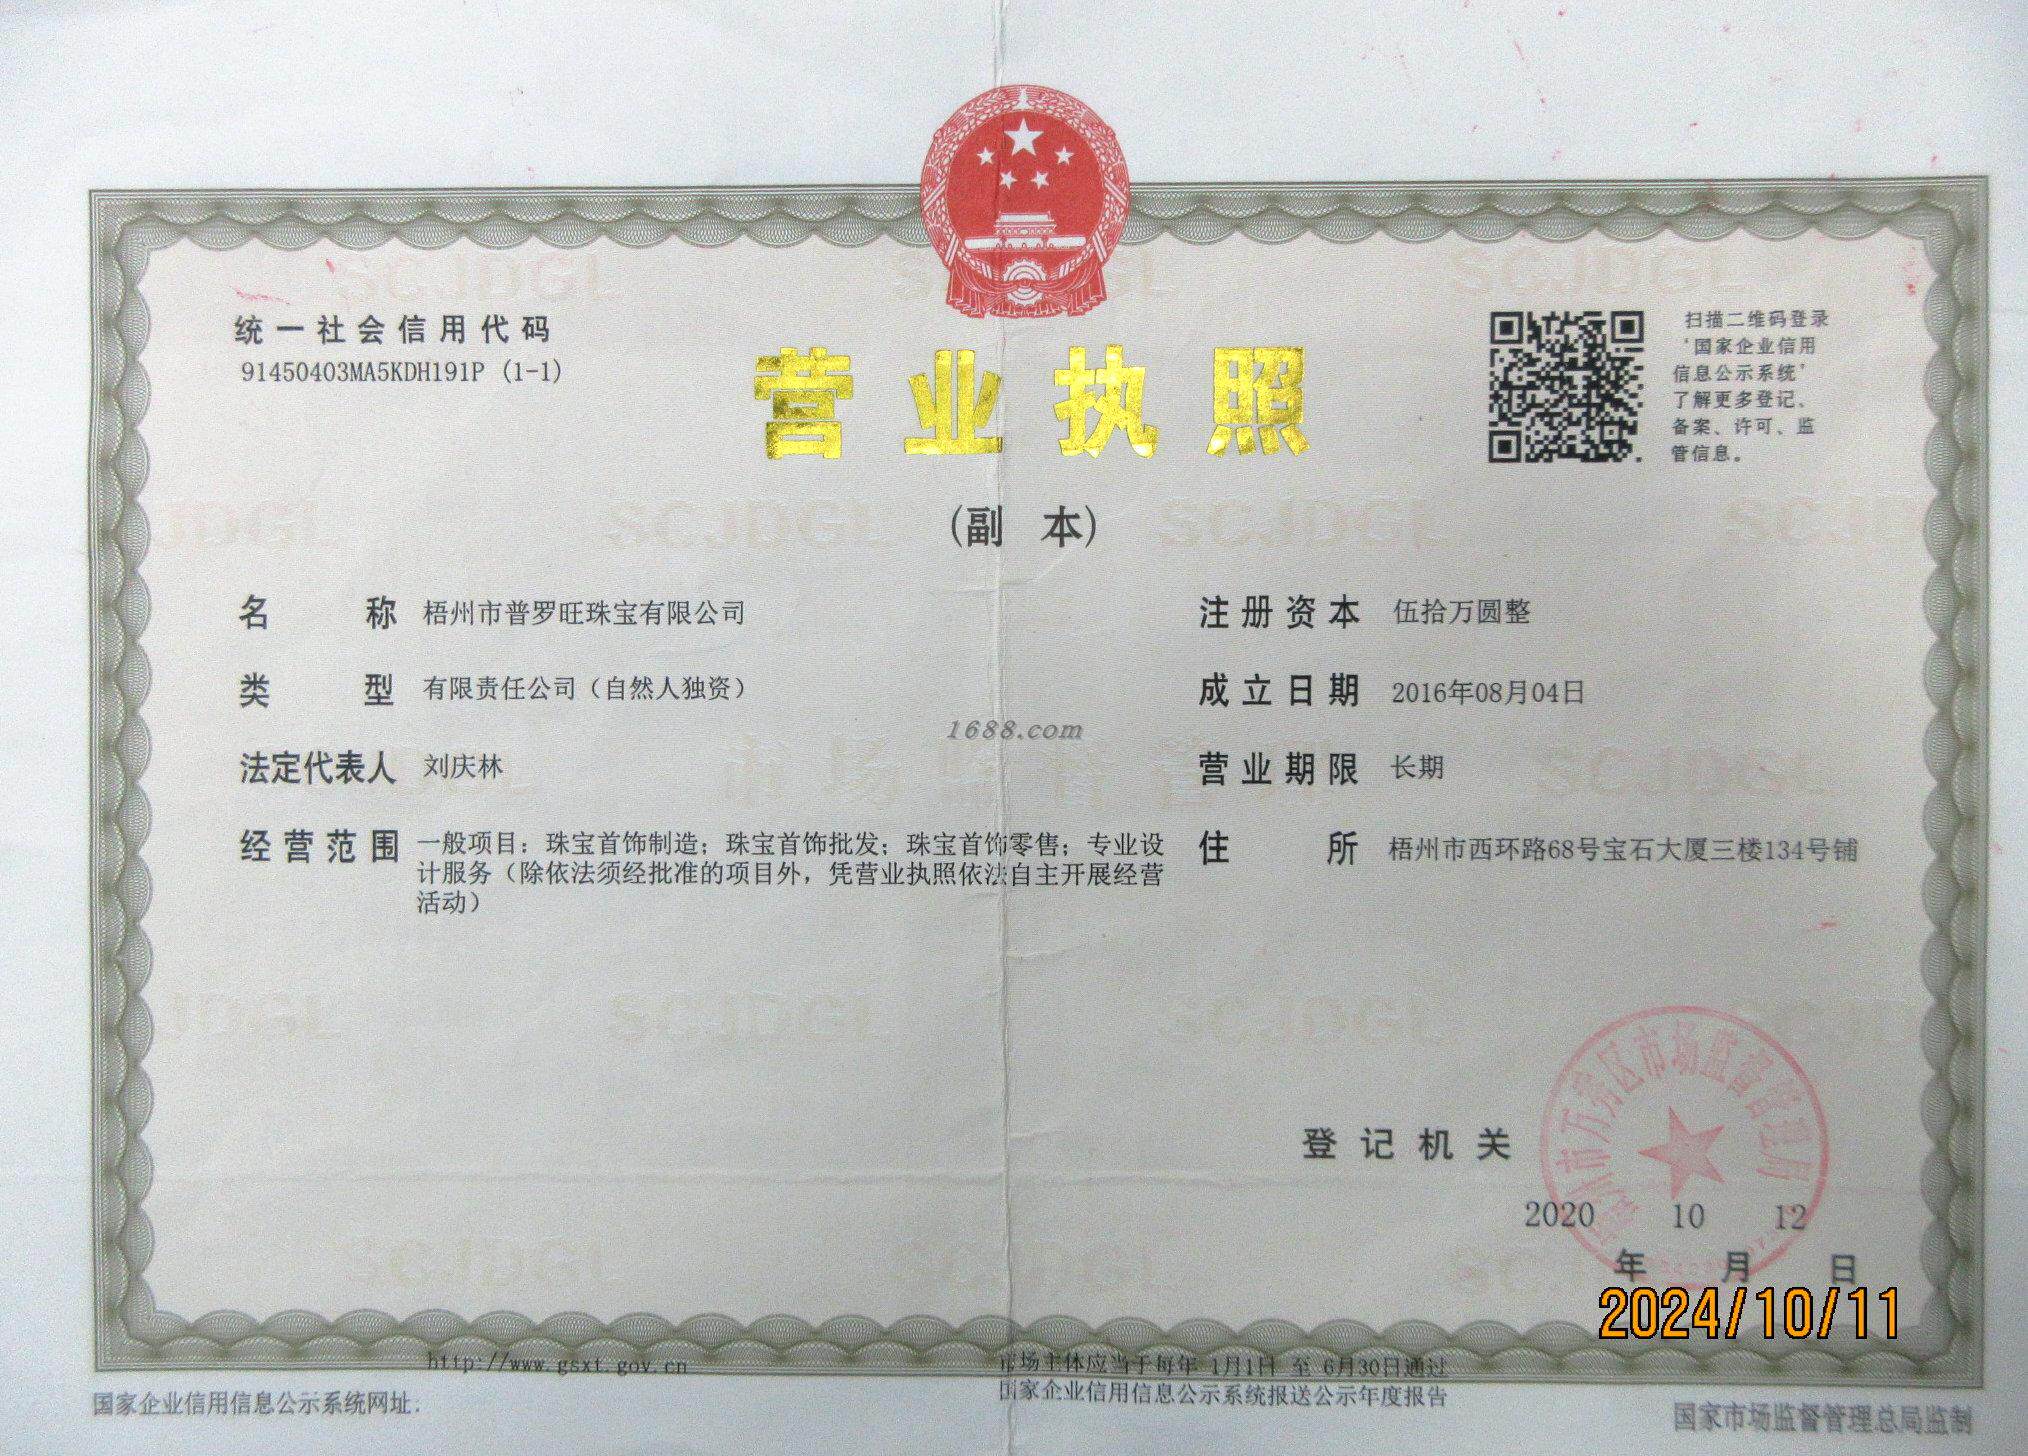 统一社会信用代码
91450403MA5KDH191P (1-1)
营业执照
(副 本)
扫描二维码登录
‘国家企业信用
信息公示系统’
了解更多登记、
备案、许可、监
管信息。
名 称 梧州市普罗旺珠宝有限公司
类 型 有限责任公司（自然人独资）
法定代表人 刘庆林
经营范围 一般项目：珠宝首饰制造；珠宝首饰批发；珠宝首饰零售；专业设
计服务（除依法须经批准的项目外，凭营业执照依法自主开展经营
活动）
注册资本 伍拾万圆整
成立日期 2016年08月04日
营业期限 长期
住 所 梧州市西环路68号宝石大厦三楼134号铺
1688.com
登记机关
梧州市万秀区市场监督管理局
2020 10 12
年 月 日
2024/10/11
http://www.gsxt.gov.cn
国家企业信用信息公示系统网址：
市场主体应当于每年 1月1日 至 6月30日通过
国家企业信用信息公示系统报送公示年度报告
国家市场监督管理总局监制